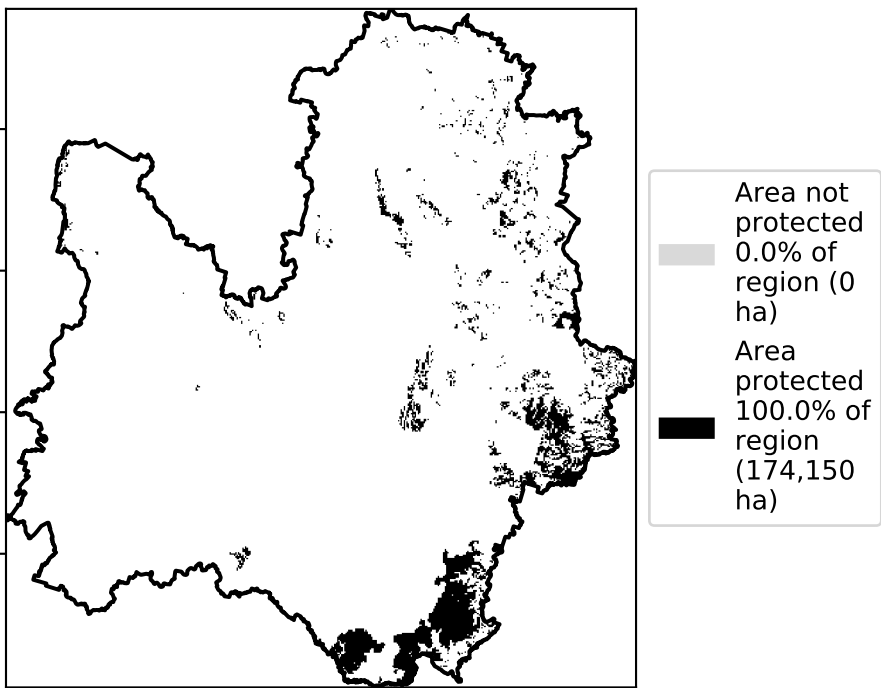 Area not
protected
0.0% of
region (0
ha)
Area
protected
100.0% of
region
(174,150
ha)